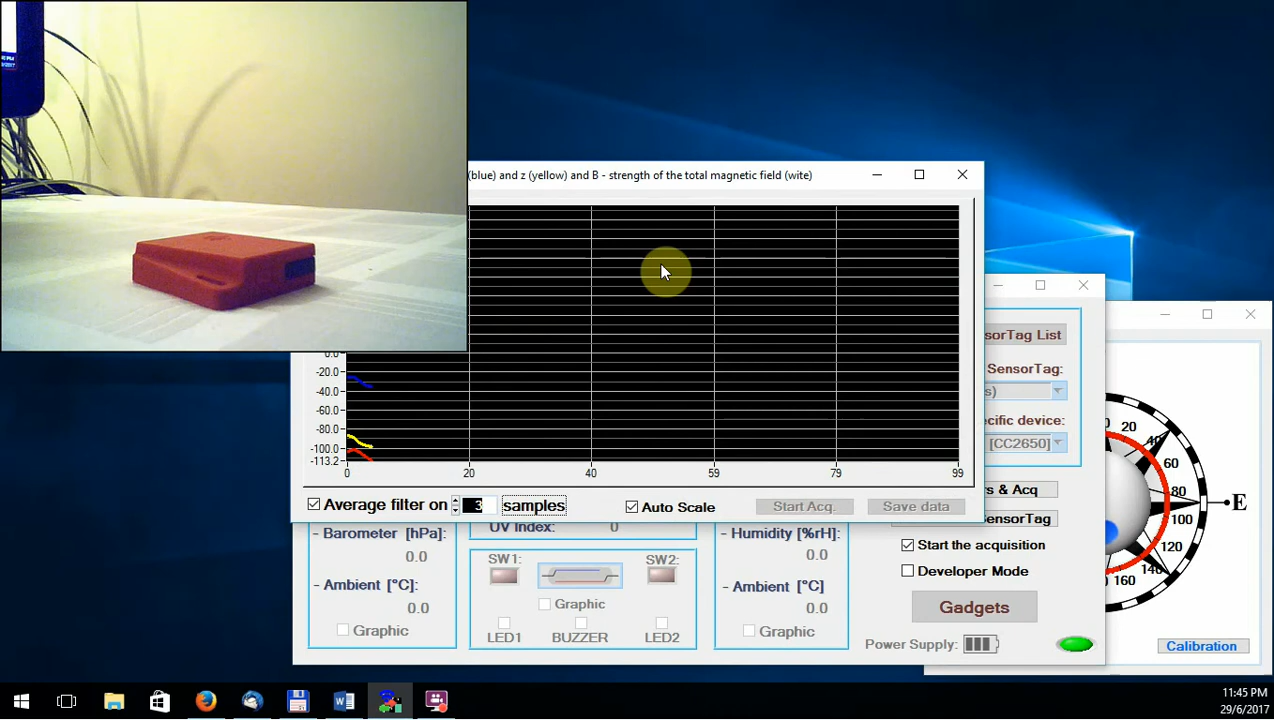 (blue) and z (yellow) and B - strength of the total magnetic field (wite)
0.0
-20.0
-40.0
-60.0
-80.0
-100.0
-113.2
0 20 40 59 79 99
Average filter on 3 samples
Auto Scale
Start Acq.
Save data
sorTag List
SensorTag:
s)
ecific device:
[CC2650]
s & Acq
SensorTag
Start the acquisition
Developer Mode
Gadgets
Power Supply:
Barometer [hPa]
0.0
Ambient [°C]
0.0
Graphic
UV Index: 0
SW1:
SW2:
Graphic
LED1
BUZZER
LED2
Humidity [%rH]
0.0
Ambient [°C]
0.0
Graphic
20
40
60
80
100
120
140
160
E
Calibration
11:45 PM
29/6/2017